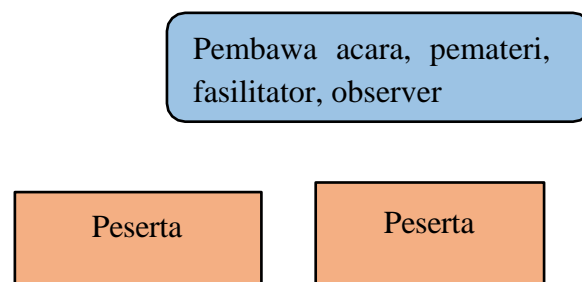 Pembawa acara, pemateri,
fasilitator, observer
Peserta
Peserta